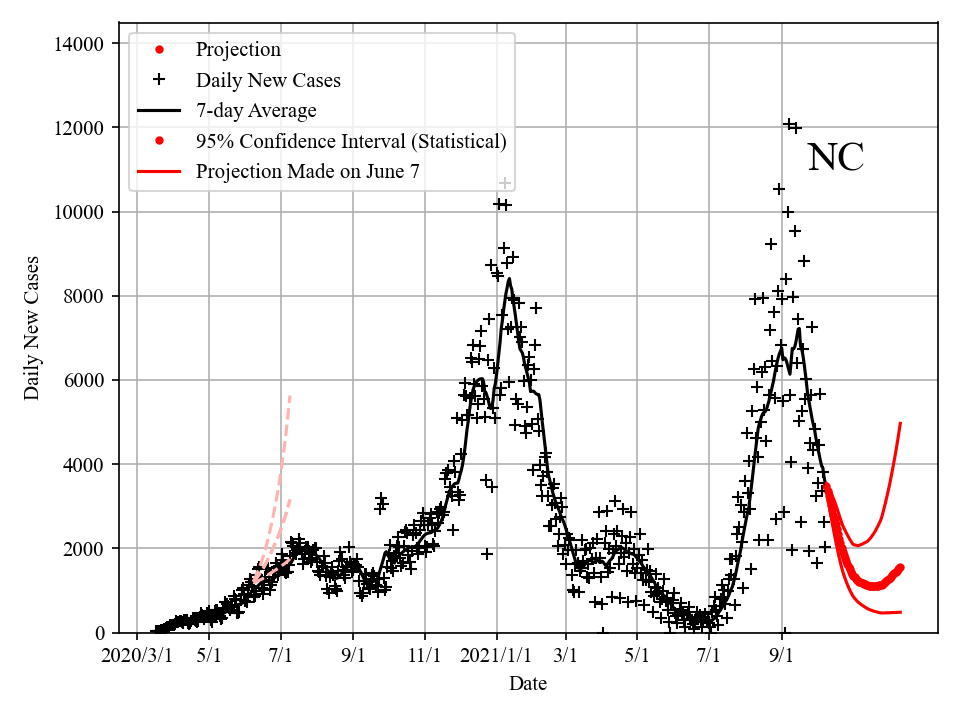 14000
12000
10000
8000
6000
4000
2000
0
Daily New Cases
Projection
Daily New Cases
7-day Average
95% Confidence Interval (Statistical)
Projection Made on June 7
NC
2020/3/1 5/1 7/1 9/1 11/1 2021/1/1 3/1 5/1 7/1 9/1
Date